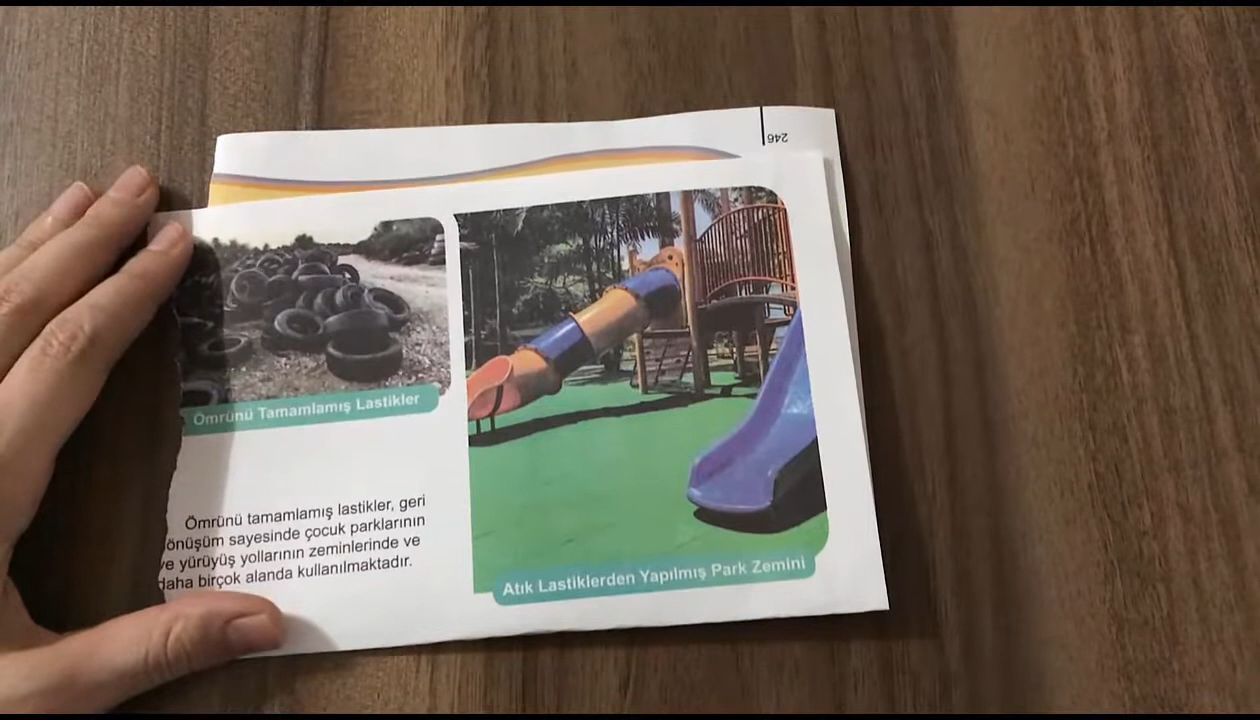 246
Ömrünü Tamamlamış Lastikler
Ömrünü tamamlamış lastikler, geri
önüşüm sayesinde çocuk parklarının
ve yürüyüş yollarının zeminlerinde ve
daha birçok alanda kullanılmaktadır.
Atık Lastiklerden Yapılmış Park Zemini